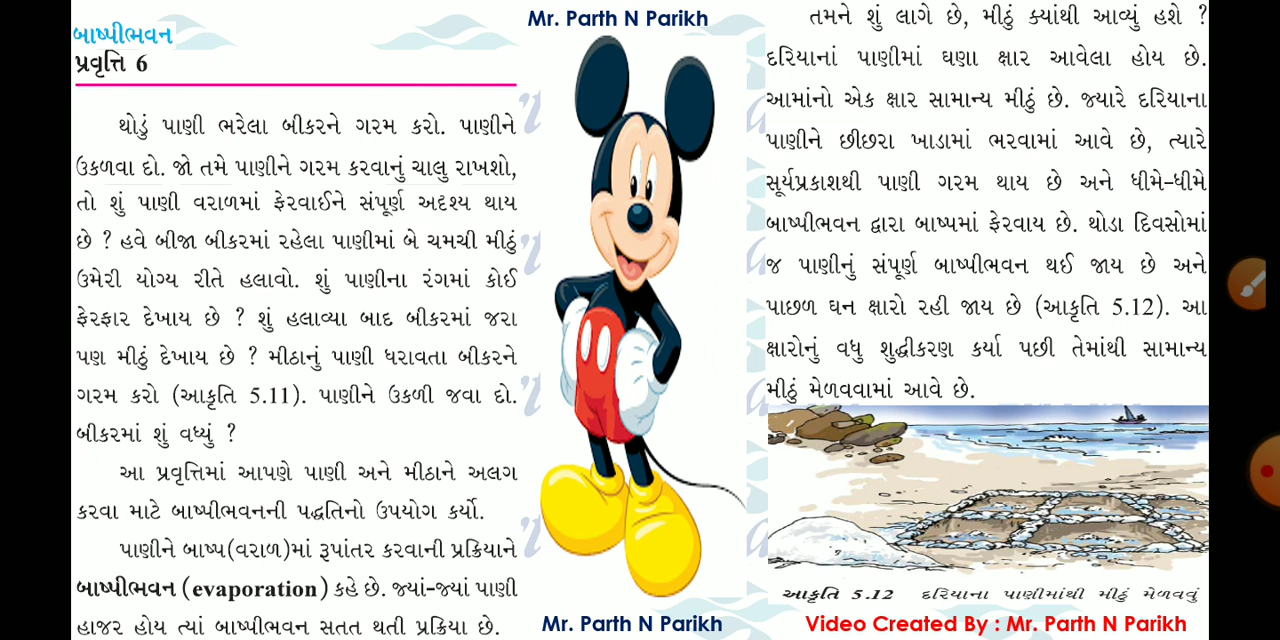 બાષ્પીભવન
પ્રવૃત્તિ 6
થોડું પાણી ભરેલા બીકરને ગરમ કરો. પાણીને
ઉકળવા દો. જો તમે પાણીને ગરમ કરવાનું ચાલુ રાખશો,
તો શું પાણી વરાળમાં ફેરવાઈને સંપૂર્ણ અદૃશ્ય થાય
છે ? હવે બીજા બીકરમાં રહેલા પાણીમાં બે ચમચી મીઠું
ઉમેરી યોગ્ય રીતે હલાવો. શું પાણીના રંગમાં કોઈ
ફેરફાર દેખાય છે ? શું હલાવ્યા બાદ બીકરમાં જરા
પણ મીઠું દેખાય છે ? મીઠાનું પાણી ધરાવતા બીકરને
ગરમ કરો (આકૃતિ 5.11). પાણીને ઉકળી જવા દો.
બીકરમાં શું વધ્યું ?
આ પ્રવૃત્તિમાં આપણે પાણી અને મીઠાને અલગ
કરવા માટે બાષ્પીભવનની પદ્ધતિનો ઉપયોગ કર્યો.
પાણીને બાષ્પ(વરાળ)માં રૂપાંતર કરવાની પ્રક્રિયાને
બાષ્પીભવન (evaporation) કહે છે. જ્યાં-જ્યાં પાણી
હાજર હોય ત્યાં બાષ્પીભવન સતત થતી પ્રક્રિયા છે.
Mr. Parth N Parikh
Mr. Parth N Parikh
તમને શું લાગે છે, મીઠું ક્યાંથી આવ્યું હશે ?
દરિયાનાં પાણીમાં ઘણા ક્ષાર આવેલા હોય છે.
આમાંનો એક ક્ષાર સામાન્ય મીઠું છે. જ્યારે દરિયાના
પાણીને છીછરા ખાડામાં ભરવામાં આવે છે, ત્યારે
સૂર્યપ્રકાશથી પાણી ગરમ થાય છે અને ધીમે-ધીમે
બાષ્પીભવન દ્વારા બાષ્પમાં ફેરવાય છે. થોડા દિવસોમાં
જ પાણીનું સંપૂર્ણ બાષ્પીભવન થઈ જાય છે અને
પાછળ ઘન ક્ષારો રહી જાય છે (આકૃતિ 5.12). આ
ક્ષારોનું વધુ શુદ્ધીકરણ કર્યા પછી તેમાંથી સામાન્ય
મીઠું મેળવવામાં આવે છે.
આકૃતિ 5.12 દરિયાના પાણીમાંથી મીઠું મેળવવું
Video Created By : Mr. Parth N Parikh